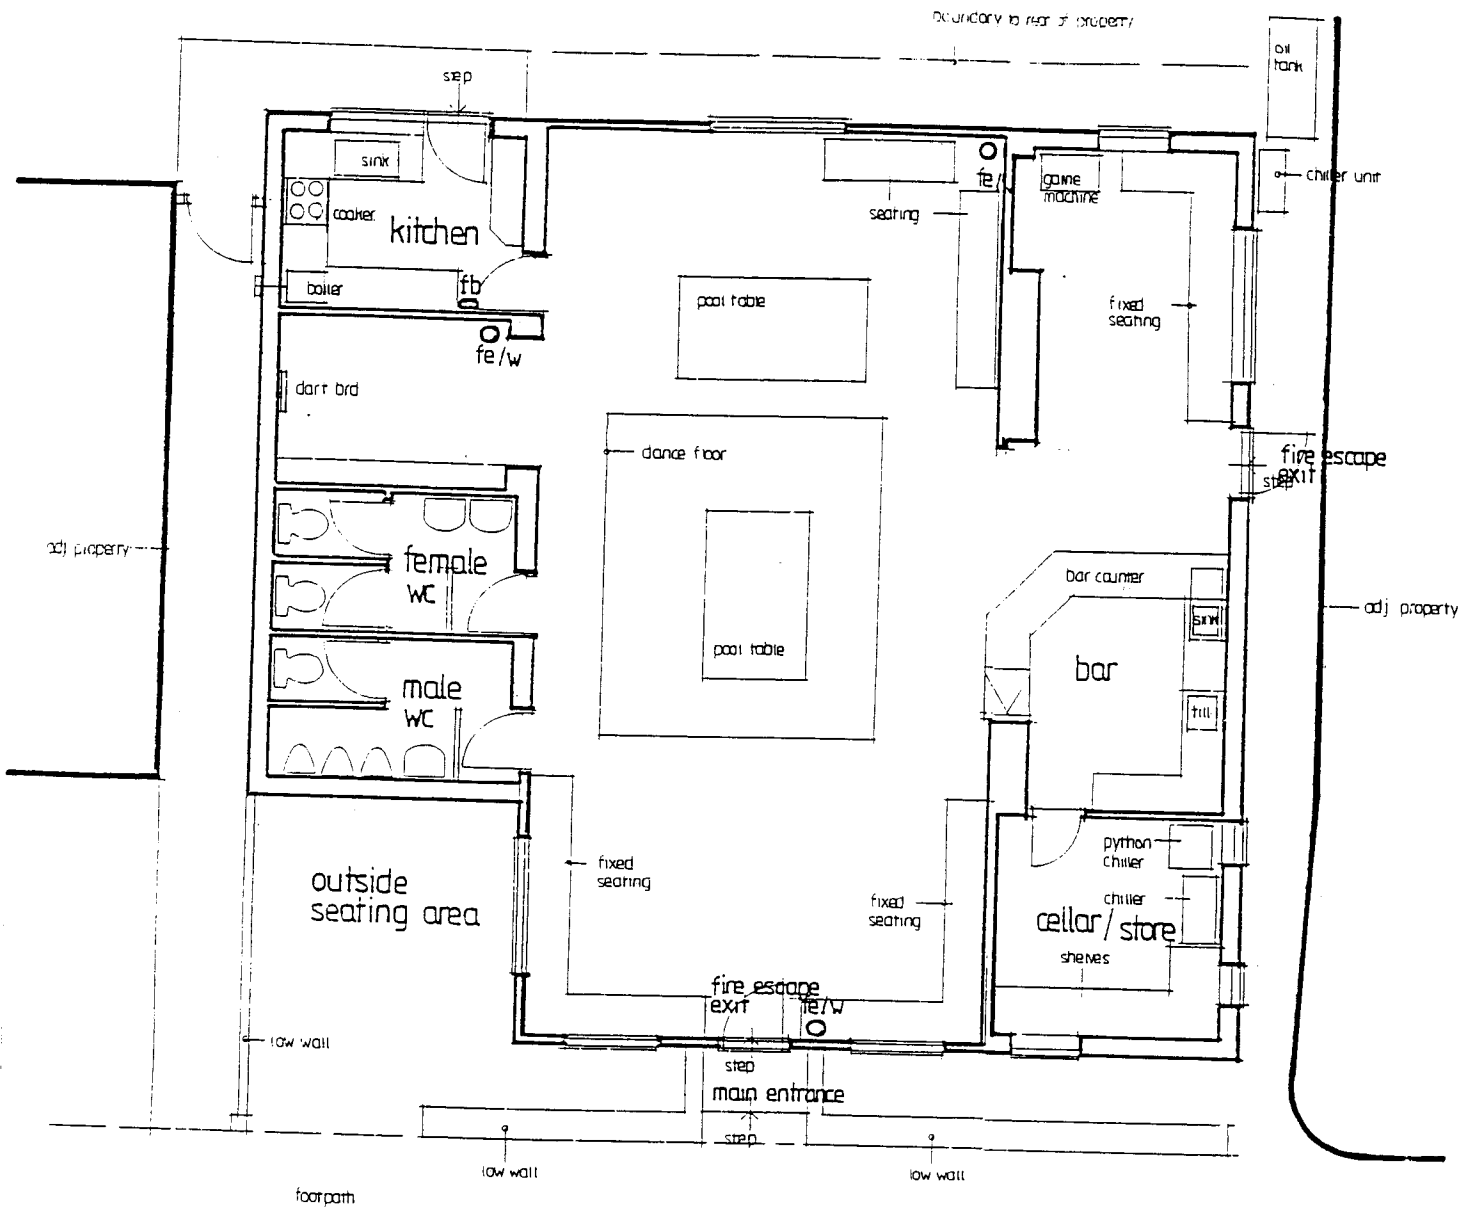 boundary to rear of property
oil
tank
step
sink
cooker
kitchen
boiler
fb
fe/w
dart brd
seating
fe/
game
machine
chiller unit
pool table
fixed
seating
dance floor
fire escape
exit
step
adj property
female
WC
male
WC
pool table
bar counter
sink
bar
till
adj property
outside
seating area
fixed
seating
fixed
seating
python
chiller
chiller
cellar/store
shelves
fire escape
exit
fe/w
step
main entrance
step
low wall
low wall
low wall
footpath